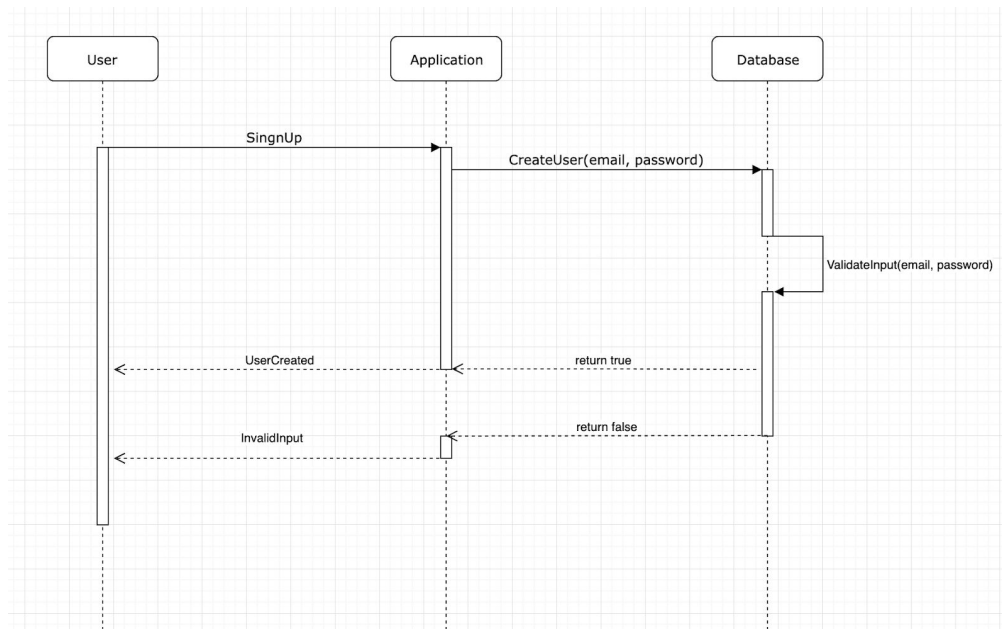 User
Application
Database
SingnUp
CreateUser(email, password)
ValidateInput(email, password)
UserCreated
return true
return false
InvalidInput